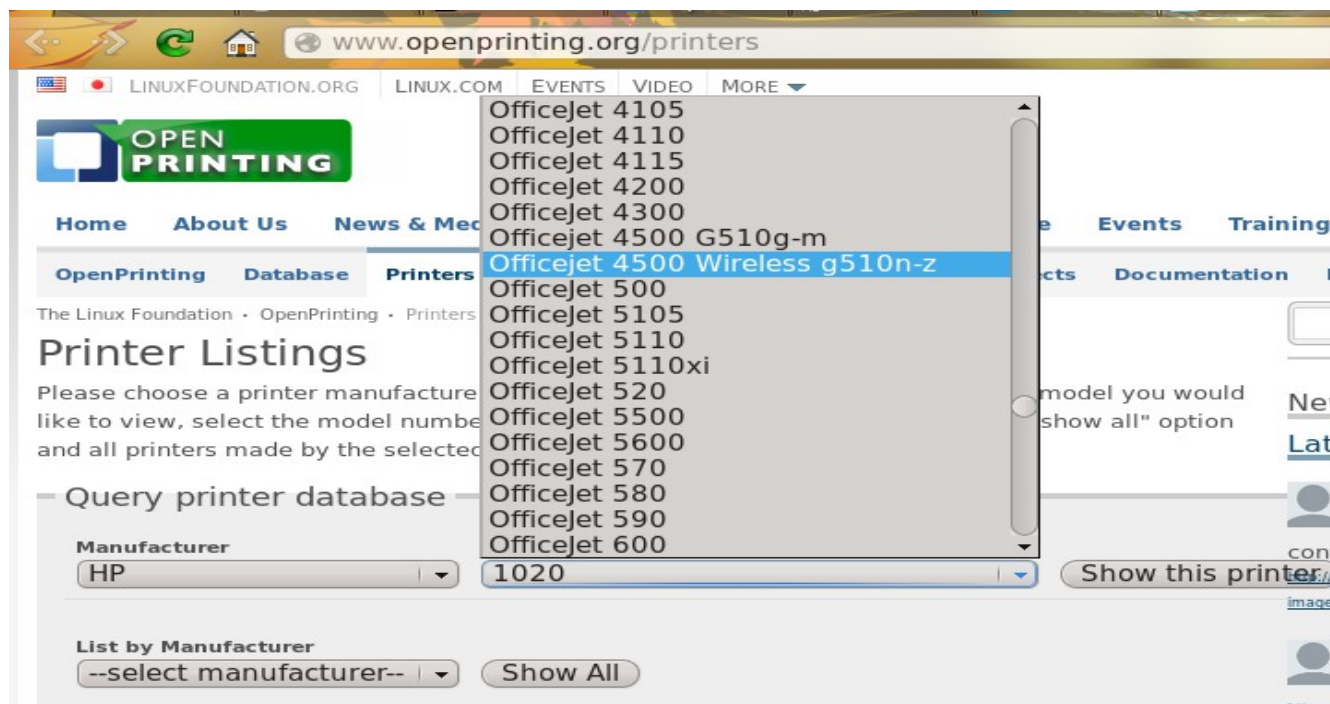 www.openprinting.org/printers
LINUXFOUNDATION.ORG LINUX.COM EVENTS VIDEO MORE
OPEN
PRINTING
Home About Us News & Med e Events Training
OpenPrinting Database Printers cts Documentation
The Linux Foundation · OpenPrinting · Printers
Printer Listings
Please choose a printer manufacture model you would
like to view, select the model numbe show all" option
and all printers made by the selected
OfficeJet 4105
OfficeJet 4110
OfficeJet 4115
OfficeJet 4200
OfficeJet 4300
Officejet 4500 G510g-m
Officejet 4500 Wireless g510n-z
OfficeJet 500
OfficeJet 5105
OfficeJet 5110
OfficeJet 5110xi
OfficeJet 520
OfficeJet 5500
OfficeJet 5600
OfficeJet 570
OfficeJet 580
OfficeJet 590
OfficeJet 600
Query printer database
Manufacturer
HP 1020 Show this printer
List by Manufacturer
--select manufacturer-- Show All
Ne
Lat
con
image